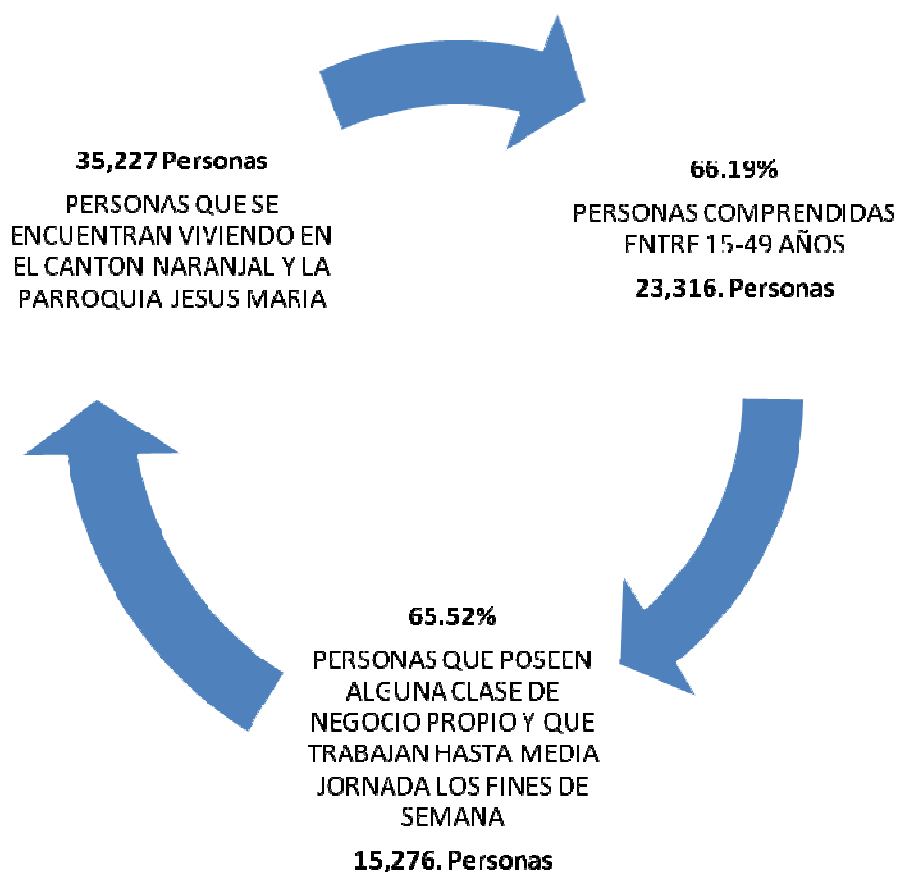 35,227 Personas
PERSONAS QUE SE
ENCUENTRAN VIVIENDO EN
EL CANTON NARANJAL Y LA
PARROQUIA JESUS MARIA
66.19%
PERSONAS COMPRENDIDAS
ENTRE 15-49 AÑOS
23,316. Personas
65.52%
PERSONAS QUE POSEEN
ALGUNA CLASE DE
NEGOCIO PROPIO Y QUE
TRABAJAN HASTA MEDIA
JORNADA LOS FINES DE
SEMANA
15,276. Personas